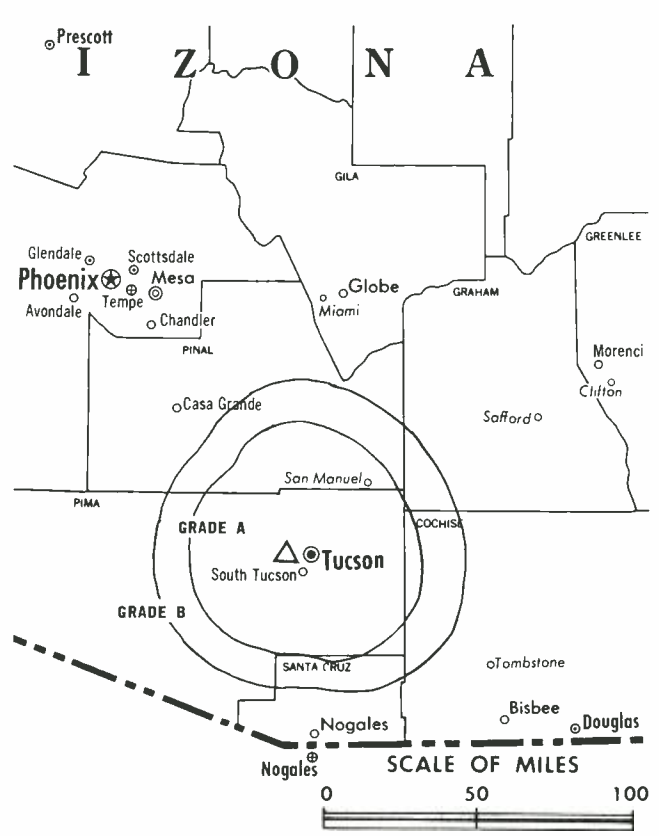 Prescott
I Z O N A
GILA
GREENLEE
Glendale
Scottsdale
Phoenix
Mesa
Tempe
Avondale
Chandler
Globe
Miami
GRAHAM
PINAL
Morenci
Clifton
Casa Grande
Safford
San Manuel
PIMA
GRADE A
COCHISE
Tucson
South Tucson
GRADE B
SANTA CRUZ
Tombstone
Bisbee
Douglas
Nogales
Nogales
SCALE OF MILES
0 50 100